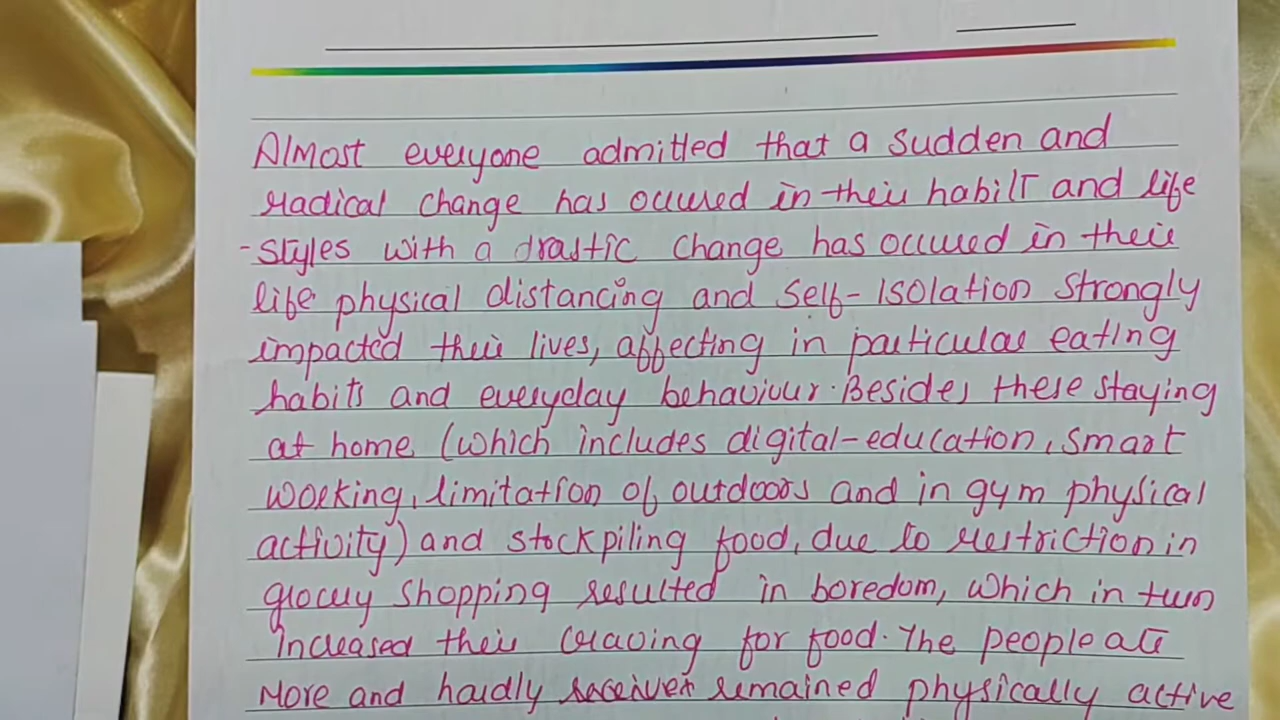 Almost everyone admitted that a sudden and
radical change has occured in their habilt and life
-styles with a drastic change has occured in their
life physical distancing and self-isolation strongly
impacted their lives, affecting in particular eating
habits and everyday behaviour. Besides these staying
at home (which includes digital-education, smart
working, limitation of outdoors and in gym physical
activity) and stockpiling food, due to restriction in
grocery shopping resulted in boredom, which in turn
increased their craving for food. The people ate
more and hardly remained physically active